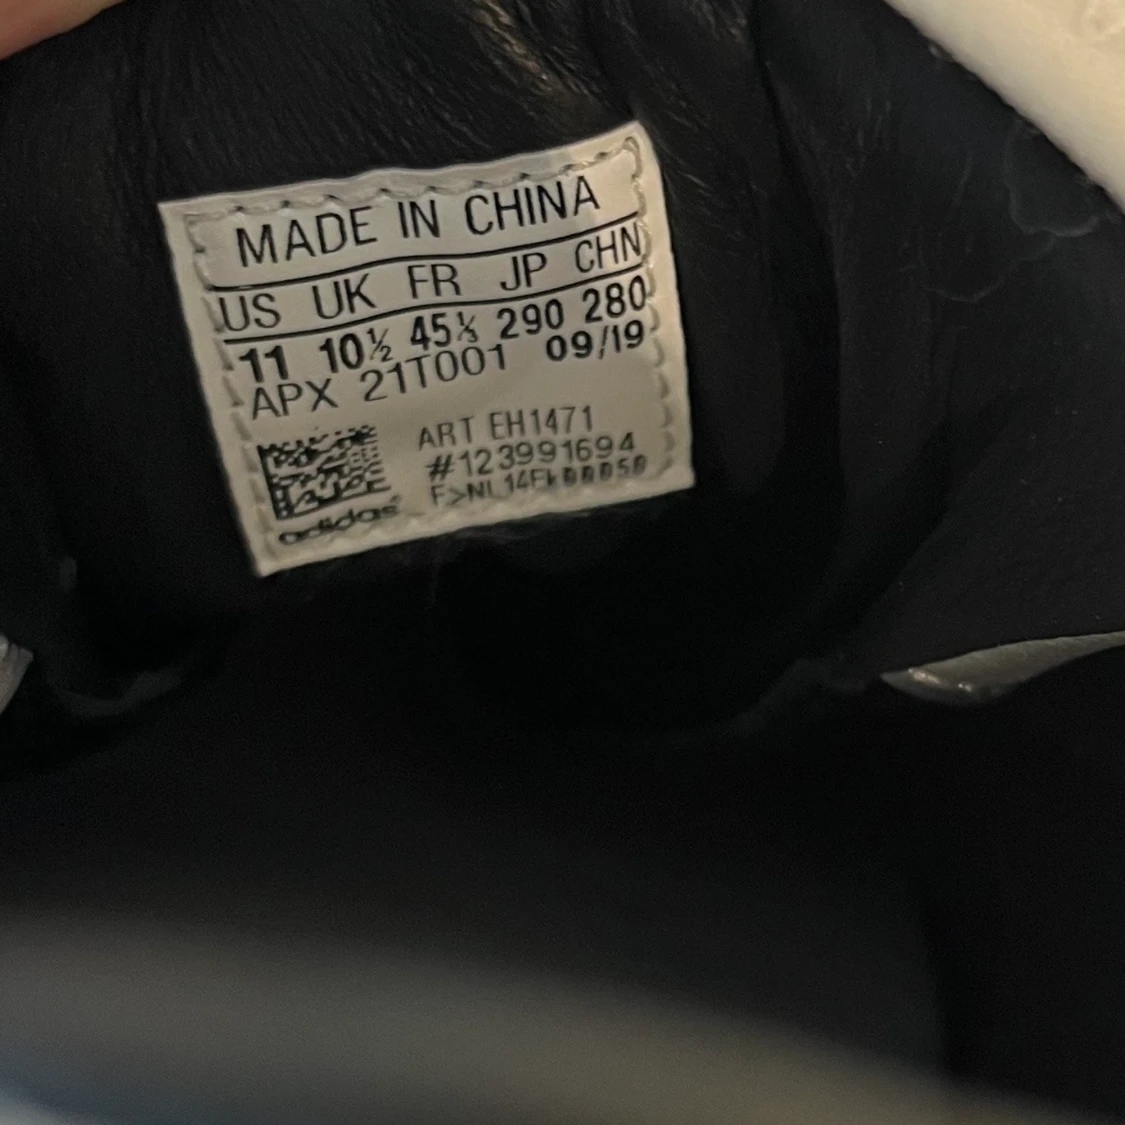 MADE IN CHINA
US UK FR JP CHN
11 10½ 45⅓ 290 280
APX 21T001 09/19
ART EH1471
#123991694
adidas®